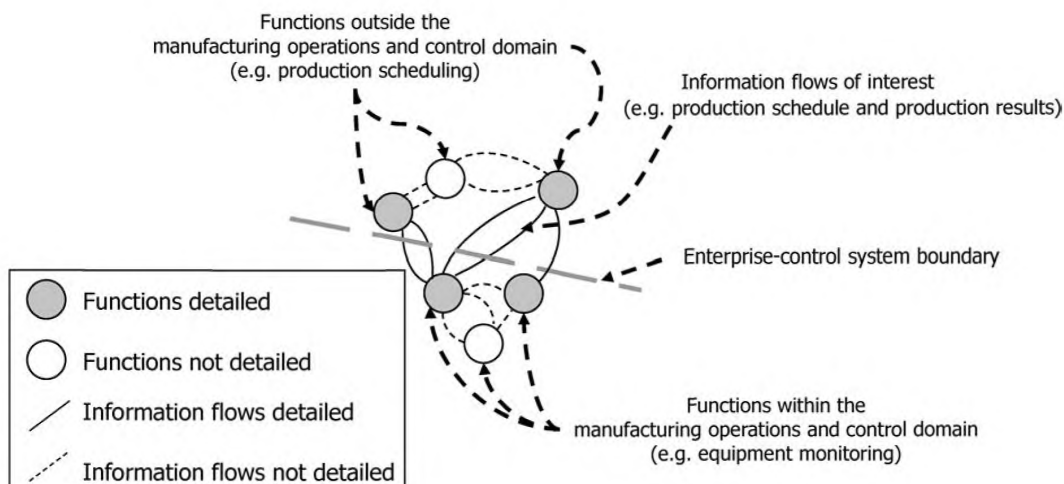 Functions outside the
manufacturing operations and control domain
(e.g. production scheduling)
Information flows of interest
(e.g. production schedule and production results)
Enterprise-control system boundary
Functions detailed
Functions not detailed
Information flows detailed
Information flows not detailed
Functions within the
manufacturing operations and control domain
(e.g. equipment monitoring)